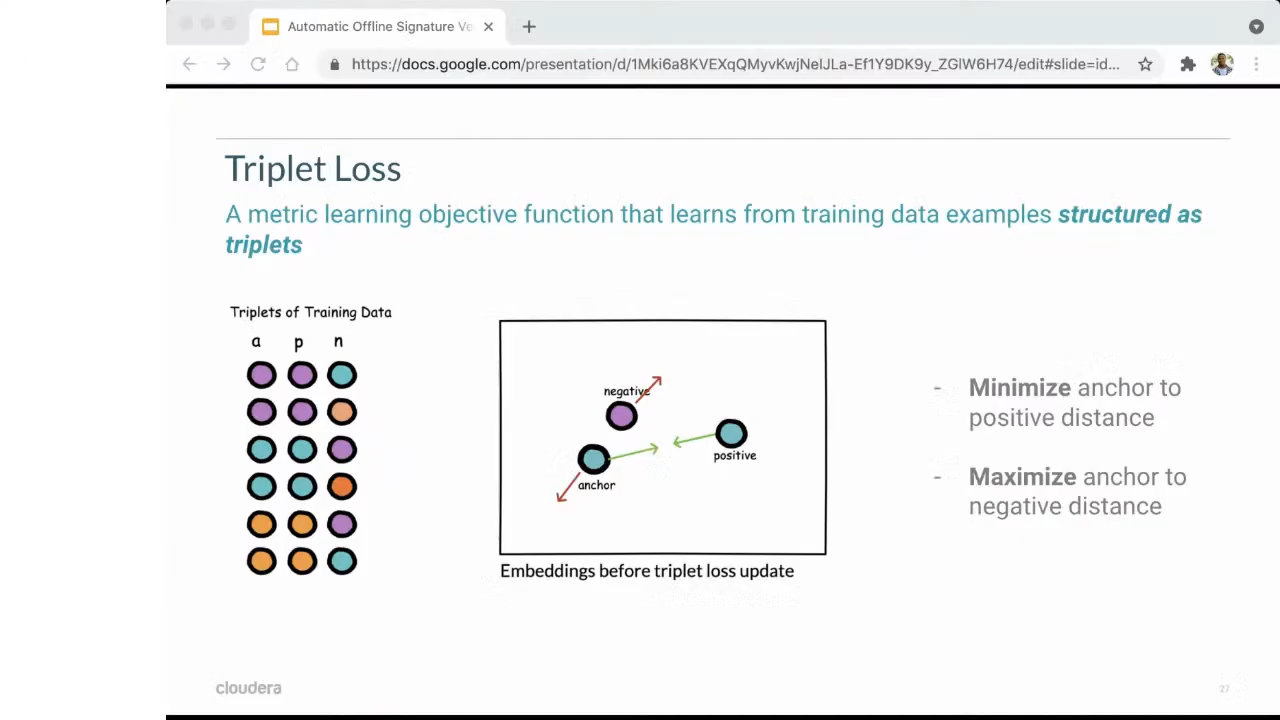 Automatic Offline Signature Ve
https://docs.google.com/presentation/d/1Mki6a8KVEXqQMyvKwjNelJLa-Ef1Y9DK9y_ZGlW6H74/edit#slide=id...
Triplet Loss
A metric learning objective function that learns from training data examples structured as
triplets
Triplets of Training Data
a p n
negative
positive
anchor
Embeddings before triplet loss update
- Minimize anchor to
positive distance
- Maximize anchor to
negative distance
cloudera
27